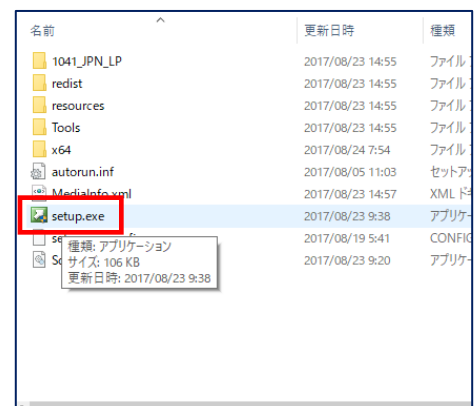 名前 更新日時 種類
1041_JPN_LP 2017/08/23 14:55 ファイル
redist 2017/08/23 14:55 ファイル
resources 2017/08/23 14:55 ファイル
Tools 2017/08/23 14:55 ファイル
x64 2017/08/24 7:54 ファイル
autorun.inf 2017/08/05 11:03 セットアッ
MediaInfo.xml 2017/08/23 14:57 XML ドキ
setup.exe 2017/08/23 9:38 アプリケー
2017/08/19 5:41 CONFIG
2017/08/23 9:20 アプリケー
種類: アプリケーション
サイズ: 106 KB
更新日時: 2017/08/23 9:38